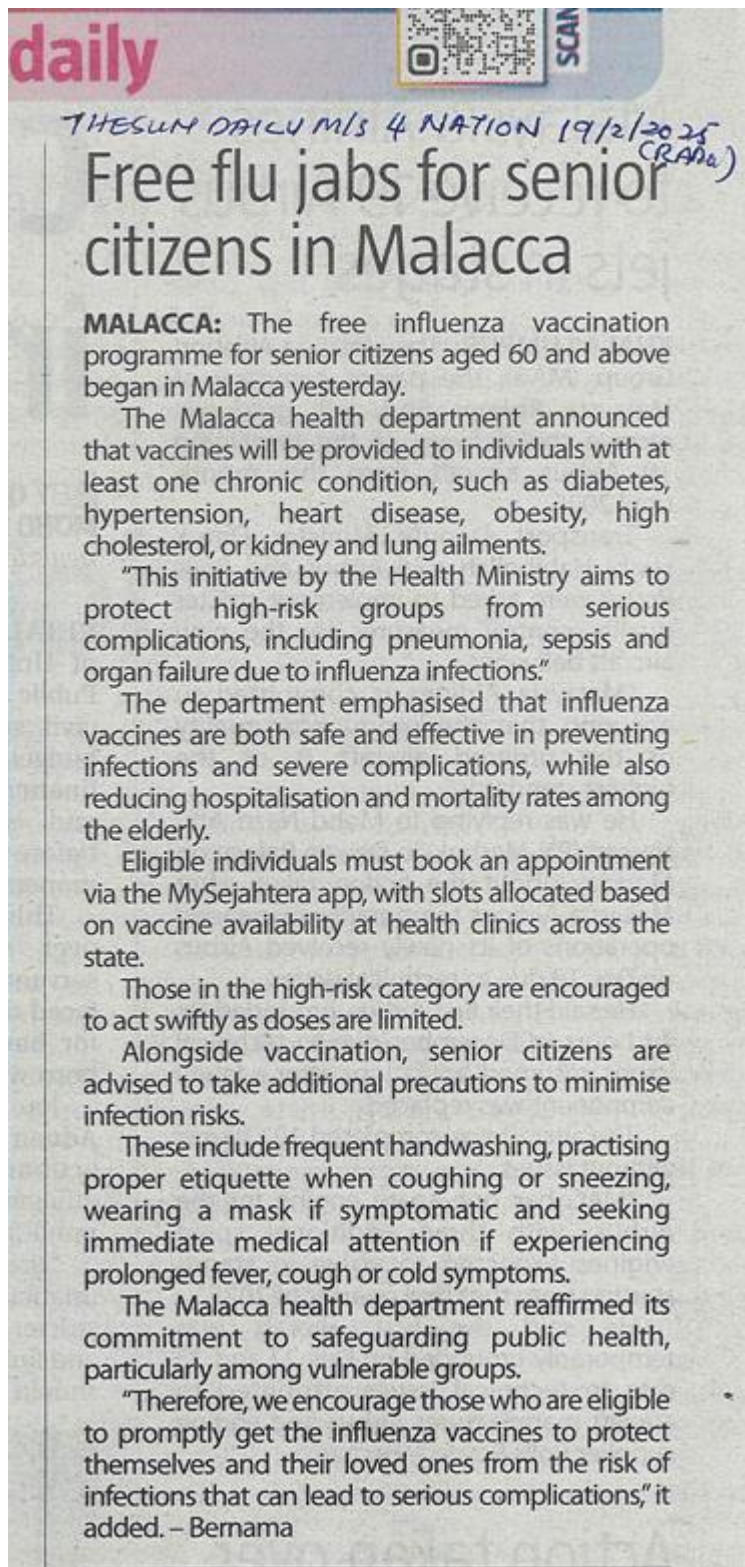 daily
SCAN
THESUN DAILY M/S 4 NATION 19/2/2025
(RABU)
Free flu jabs for senior
citizens in Malacca
MALACCA: The free influenza vaccination
programme for senior citizens aged 60 and above
began in Malacca yesterday.
The Malacca health department announced
that vaccines will be provided to individuals with at
least one chronic condition, such as diabetes,
hypertension, heart disease, obesity, high
cholesterol, or kidney and lung ailments.
"This initiative by the Health Ministry aims to
protect high-risk groups from serious
complications, including pneumonia, sepsis and
organ failure due to influenza infections."
The department emphasised that influenza
vaccines are both safe and effective in preventing
infections and severe complications, while also
reducing hospitalisation and mortality rates among
the elderly.
Eligible individuals must book an appointment
via the MySejahtera app, with slots allocated based
on vaccine availability at health clinics across the
state.
Those in the high-risk category are encouraged
to act swiftly as doses are limited.
Alongside vaccination, senior citizens are
advised to take additional precautions to minimise
infection risks.
These include frequent handwashing, practising
proper etiquette when coughing or sneezing,
wearing a mask if symptomatic and seeking
immediate medical attention if experiencing
prolonged fever, cough or cold symptoms.
The Malacca health department reaffirmed its
commitment to safeguarding public health,
particularly among vulnerable groups.
"Therefore, we encourage those who are eligible
to promptly get the influenza vaccines to protect
themselves and their loved ones from the risk of
infections that can lead to serious complications," it
added. – Bernama